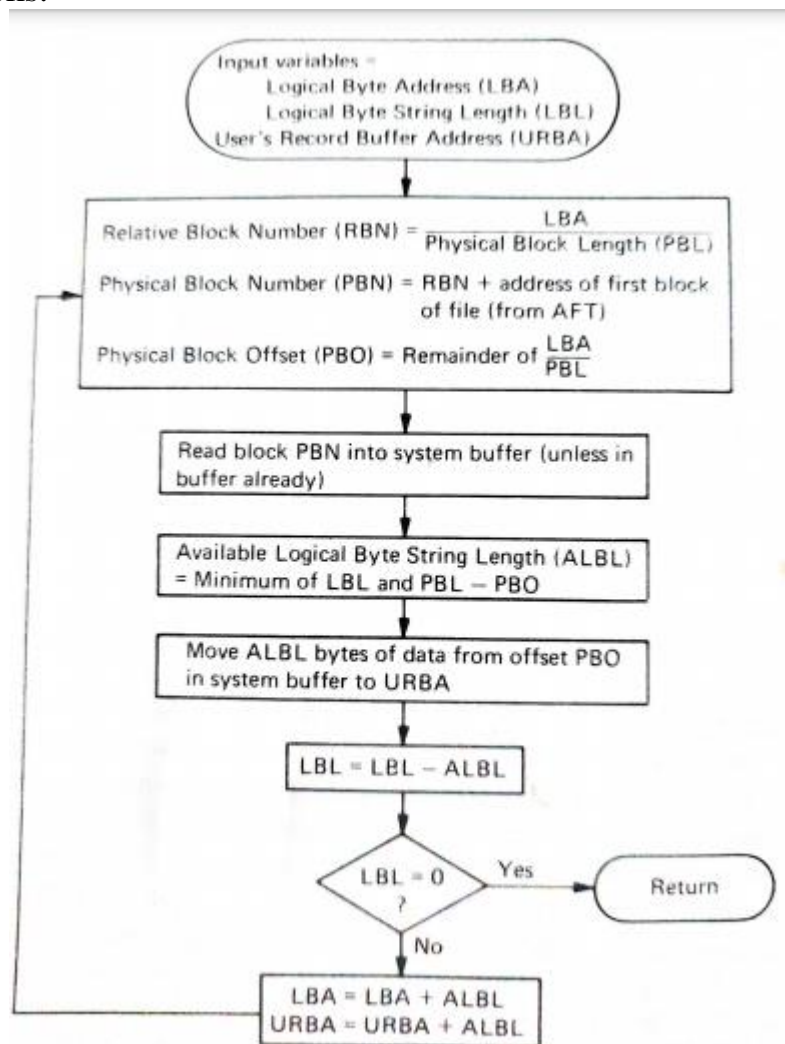 Input variables =
Logical Byte Address (LBA)
Logical Byte String Length (LBL)
User's Record Buffer Address (URBA)
Relative Block Number (RBN) = LBA
Physical Block Length (PBL)
Physical Block Number (PBN) = RBN + address of first block
of file (from AFT)
Physical Block Offset (PBO) = Remainder of LBA
PBL
Read block PBN into system buffer (unless in
buffer already)
Available Logical Byte String Length (ALBL)
= Minimum of LBL and PBL – PBO
Move ALBL bytes of data from offset PBO
in system buffer to URBA
LBL = LBL – ALBL
LBL = 0
?
Yes
Return
No
LBA = LBA + ALBL
URBA = URBA + ALBL